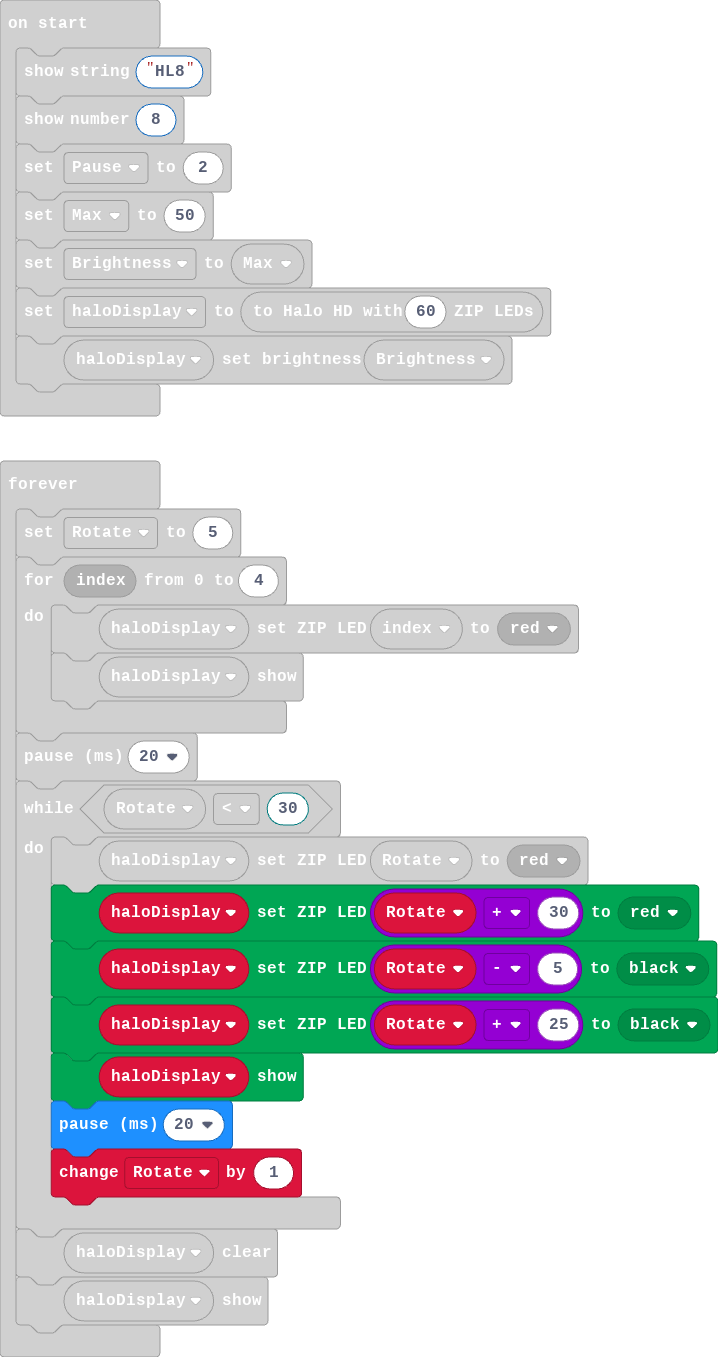 on start
show string "HL8"
show number 8
set Pause to 2
set Max to 50
set Brightness to Max
set haloDisplay to to Halo HD with 60 ZIP LEDs
haloDisplay set brightness Brightness
forever
set Rotate to 5
for index from 0 to 4
do
haloDisplay set ZIP LED index to red
haloDisplay show
pause (ms) 20
while Rotate < 30
do
haloDisplay set ZIP LED Rotate to red
haloDisplay set ZIP LED Rotate + 30 to red
haloDisplay set ZIP LED Rotate - 5 to black
haloDisplay set ZIP LED Rotate + 25 to black
haloDisplay show
pause (ms) 20
change Rotate by 1
haloDisplay clear
haloDisplay show